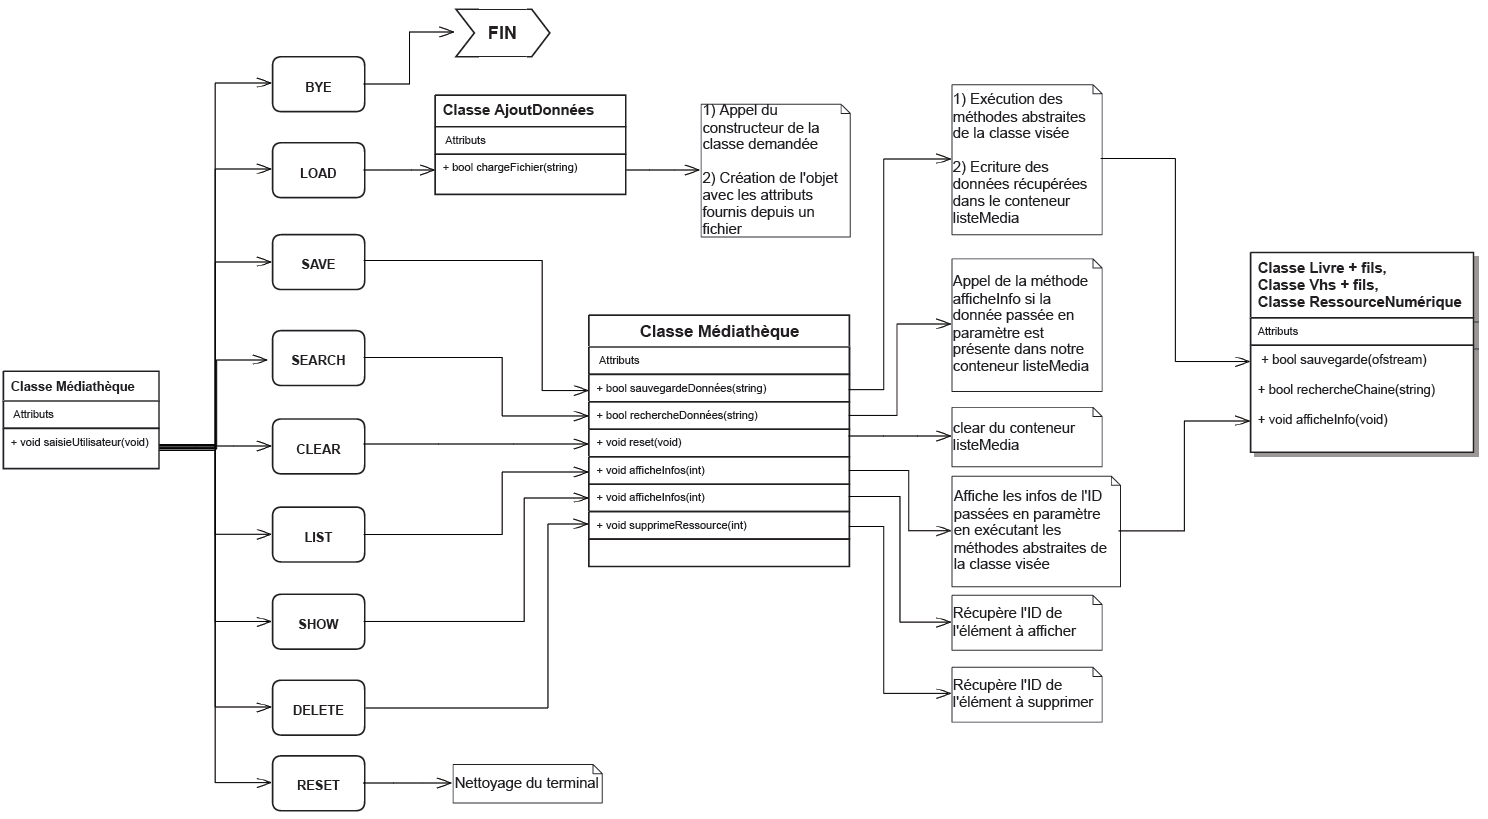 FIN
BYE
Classe AjoutDonnées
Attributs
+ bool chargeFichier(string)
LOAD
1) Appel du
constructeur de la
classe demandée
2) Création de l'objet
avec les attributs
fournis depuis un
fichier
1) Exécution des
méthodes abstraites
de la classe visée
2) Ecriture des
données récupérées
dans le conteneur
listeMedia
SAVE
Appel de la méthode
afficheInfo si la
donnée passée en
paramètre est
présente dans notre
conteneur listeMedia
Classe Livre + fils,
Classe Vhs + fils,
Classe RessourceNumérique
Attributs
+ bool sauvegarde(ofstream)
+ bool rechercheChaine(string)
+ void afficheInfo(void)
SEARCH
Classe Médiathèque
Attributs
+ bool sauvegardeDonnées(string)
+ bool rechercheDonnées(string)
+ void reset(void)
+ void afficheInfos(int)
+ void afficheInfos(int)
+ void supprimeRessource(int)
Classe Médiathèque
Attributs
+ void saisieUtilisateur(void)
CLEAR
clear du conteneur
listeMedia
LIST
Affiche les infos de l'ID
passées en paramètre
en exécutant les
méthodes abstraites de
la classe visée
SHOW
Récupère l'ID de
l'élément à afficher
DELETE
Récupère l'ID de
l'élément à supprimer
RESET
Nettoyage du terminal